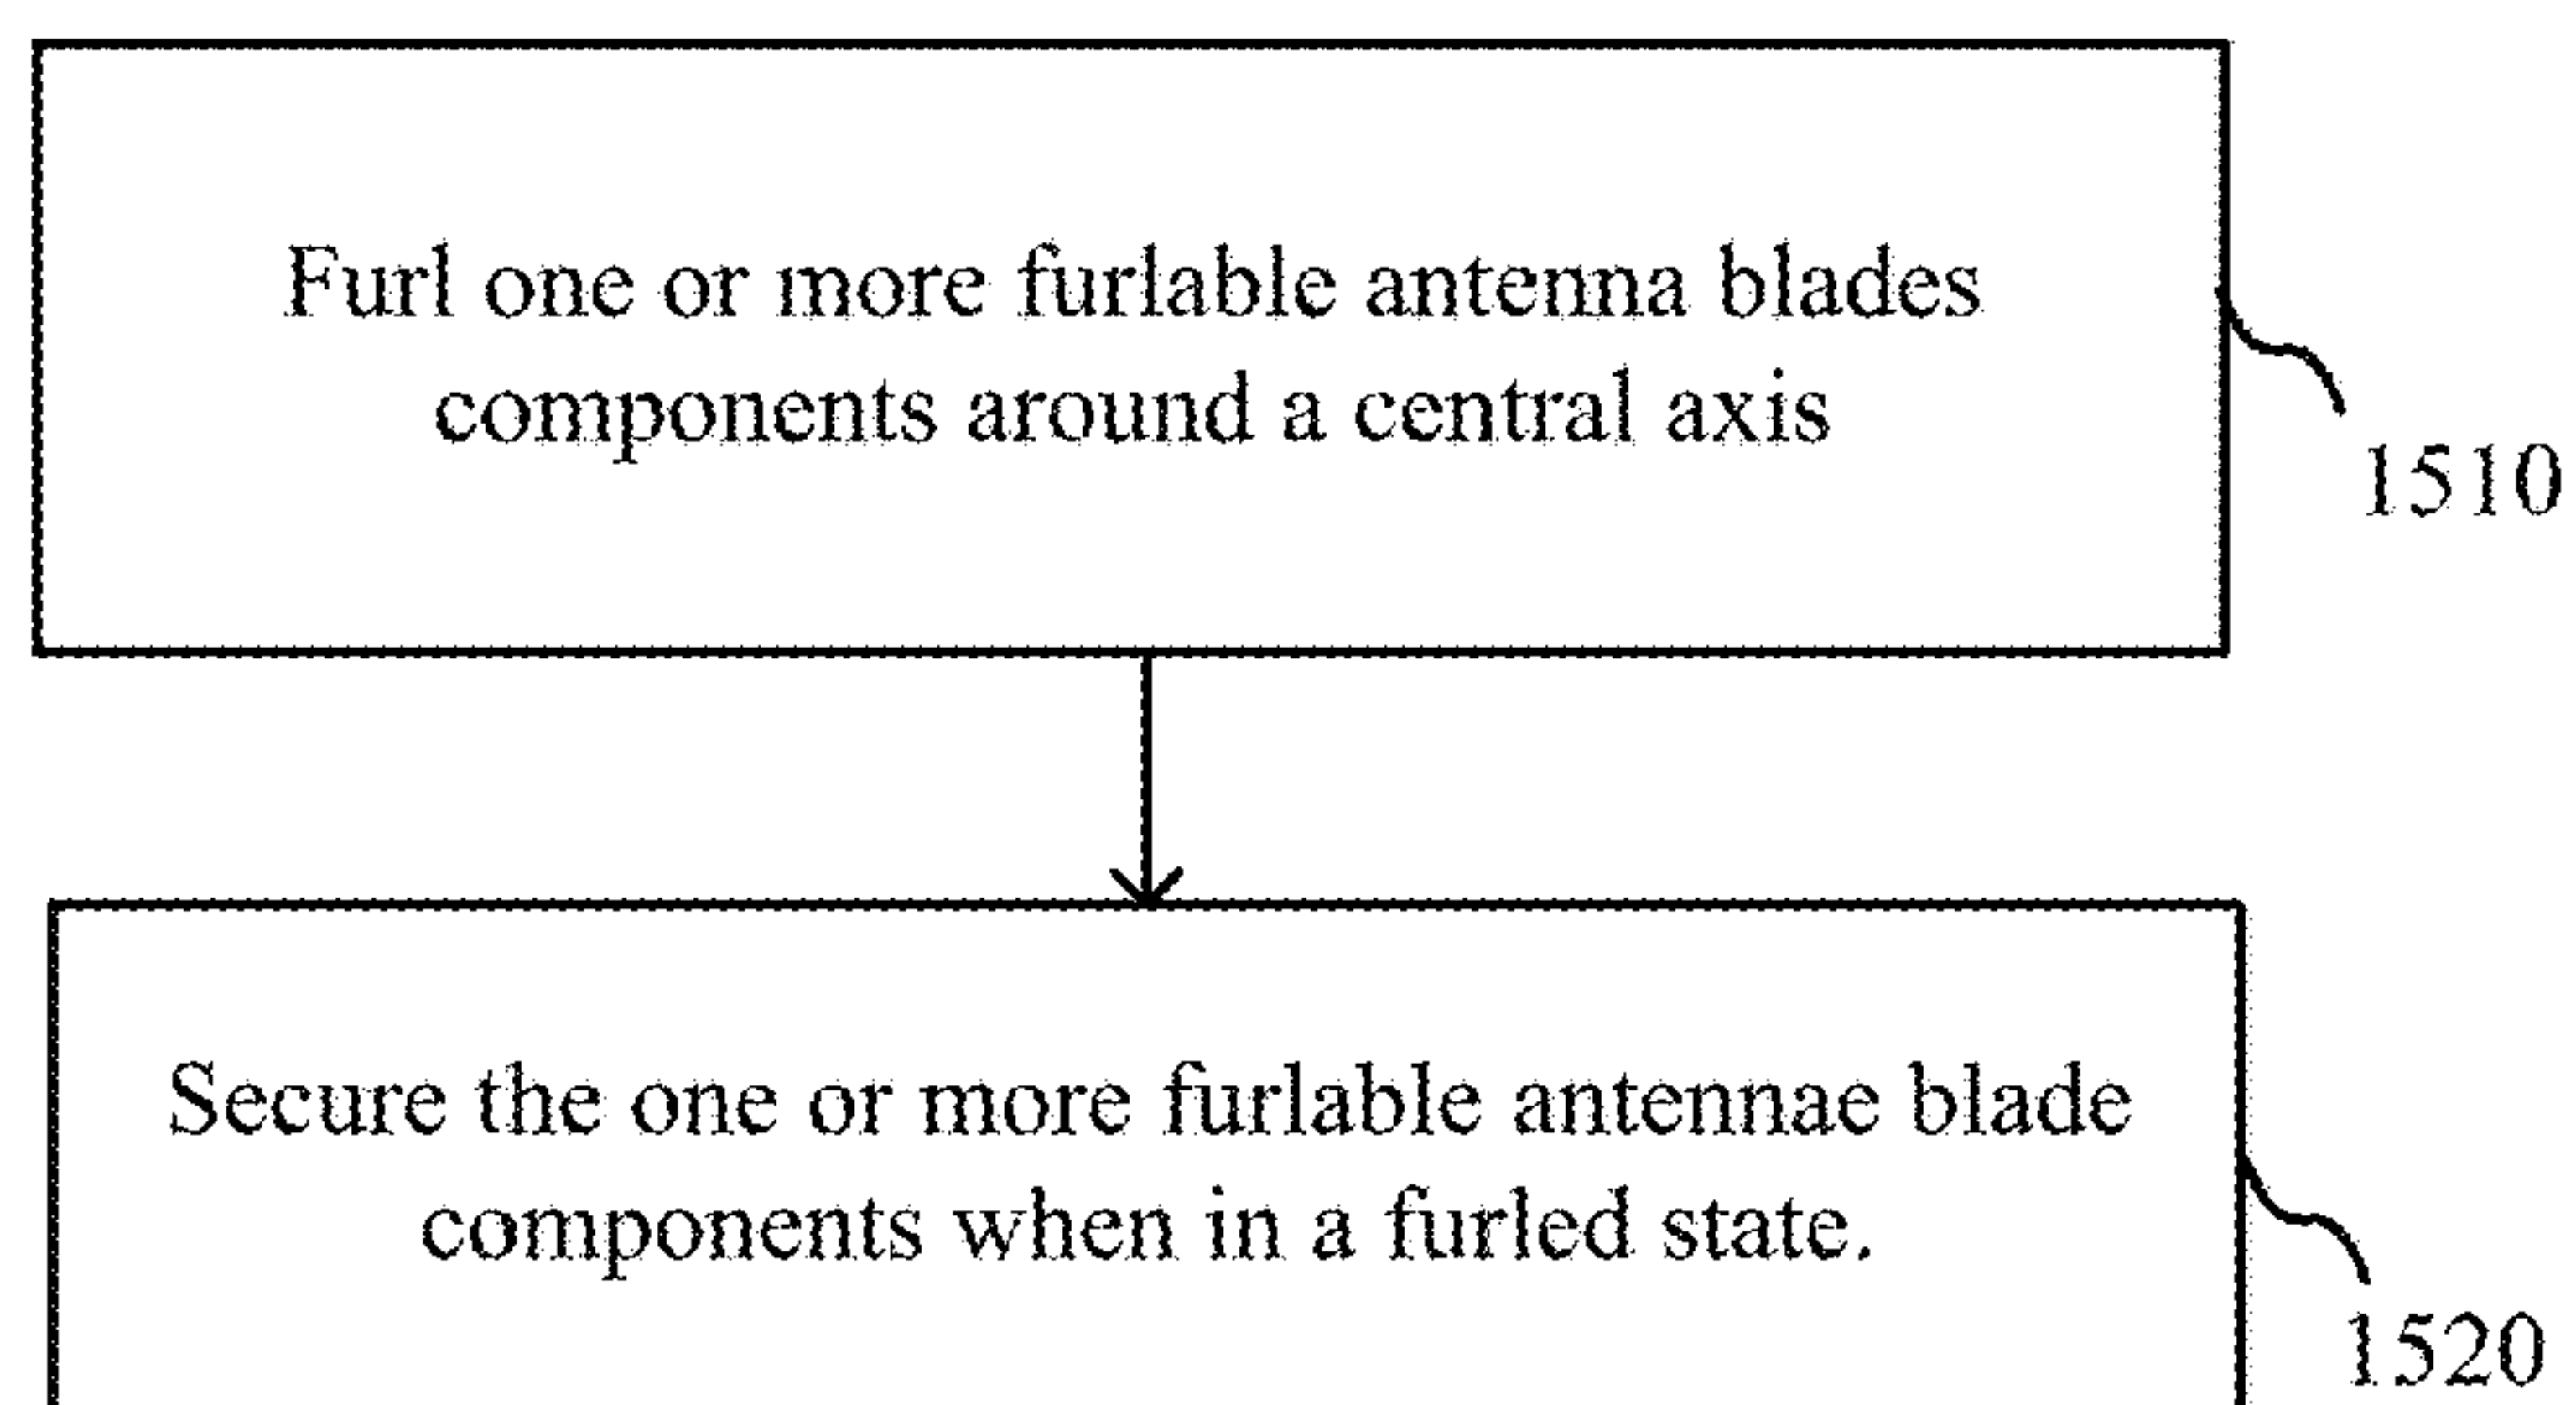 Furl one or more furlable antenna blades
components around a central axis
1510
Secure the one or more furlable antennae blade
components when in a furled state.
1520